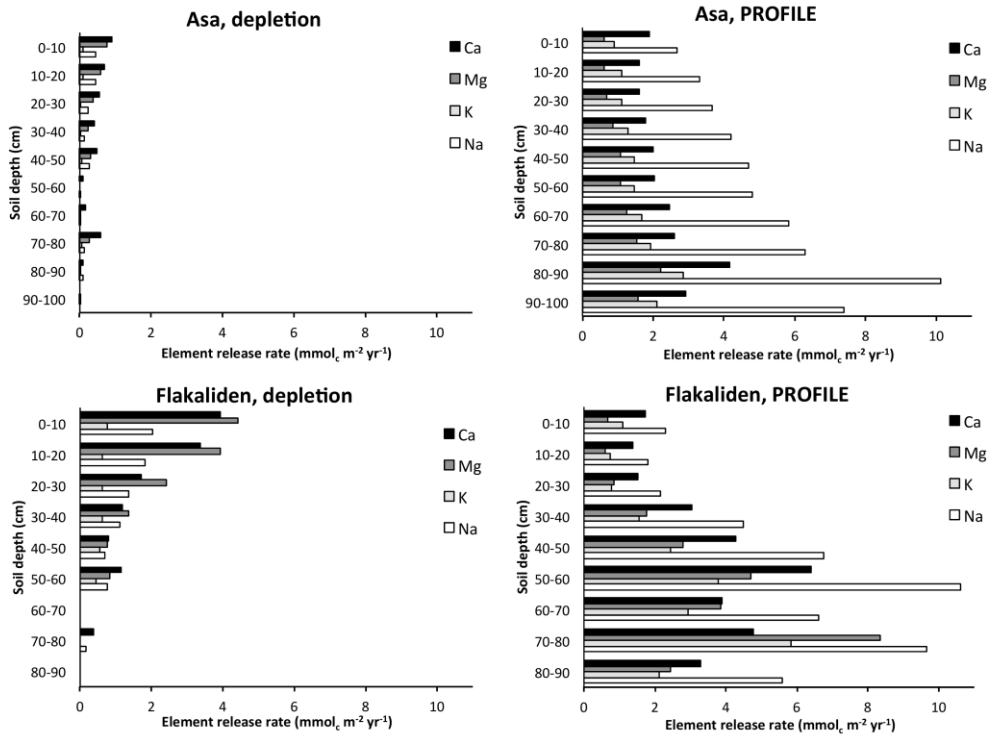 Asa, depletion
Soil depth (cm)
0-10
10-20
20-30
30-40
40-50
50-60
60-70
70-80
80-90
90-100
0 2 4 6 8 10
Element release rate (mmolc m-2 yr-1)
Ca
Mg
K
Na
Asa, PROFILE
Soil depth (cm)
0-10
10-20
20-30
30-40
40-50
50-60
60-70
70-80
80-90
90-100
0 2 4 6 8 10
Element release rate (mmolc m-2 yr-1)
Ca
Mg
K
Na
Flakaliden, depletion
Soil depth (cm)
0-10
10-20
20-30
30-40
40-50
50-60
60-70
70-80
80-90
0 2 4 6 8 10
Element release rate (mmolc m-2 yr-1)
Ca
Mg
K
Na
Flakaliden, PROFILE
Soil depth (cm)
0-10
10-20
20-30
30-40
40-50
50-60
60-70
70-80
80-90
0 2 4 6 8 10
Element release rate (mmolc m-2 yr-1)
Ca
Mg
K
Na